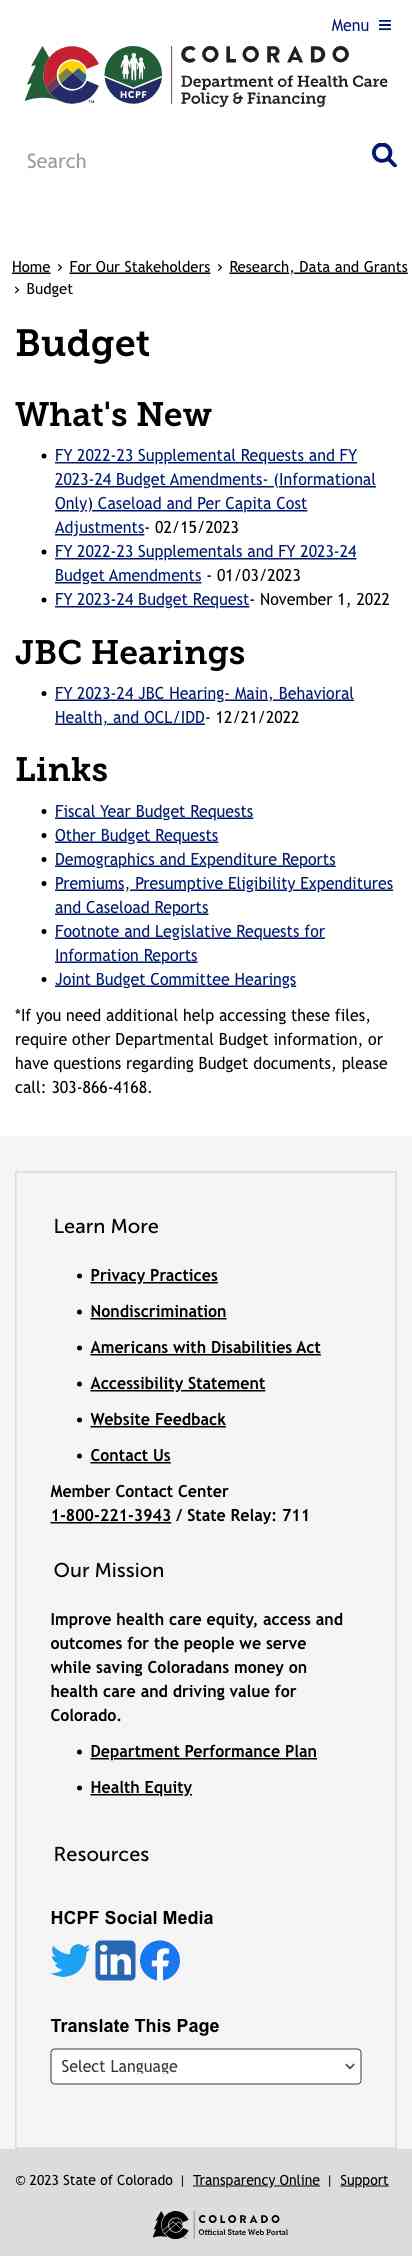 Menu
COLORADO
HCPF
Department of Health Care
Policy & Financing
TM
Search
Home › For Our Stakeholders › Research, Data and Grants
› Budget
Budget
What's New
• FY 2022-23 Supplemental Requests and FY
2023-24 Budget Amendments- (Informational
Only) Caseload and Per Capita Cost
Adjustments- 02/15/2023
• FY 2022-23 Supplementals and FY 2023-24
Budget Amendments - 01/03/2023
• FY 2023-24 Budget Request- November 1, 2022
JBC Hearings
• FY 2023-24 JBC Hearing- Main, Behavioral
Health, and OCL/IDD- 12/21/2022
Links
• Fiscal Year Budget Requests
• Other Budget Requests
• Demographics and Expenditure Reports
• Premiums, Presumptive Eligibility Expenditures
and Caseload Reports
• Footnote and Legislative Requests for
Information Reports
• Joint Budget Committee Hearings
*If you need additional help accessing these files,
require other Departmental Budget information, or
have questions regarding Budget documents, please
call: 303-866-4168.
Learn More
• Privacy Practices
• Nondiscrimination
• Americans with Disabilities Act
• Accessibility Statement
• Website Feedback
• Contact Us
Member Contact Center
1-800-221-3943 / State Relay: 711
Our Mission
Improve health care equity, access and
outcomes for the people we serve
while saving Coloradans money on
health care and driving value for
Colorado.
• Department Performance Plan
• Health Equity
Resources
HCPF Social Media
Translate This Page
Select Language
© 2023 State of Colorado | Transparency Online | Support
COLORADO
Official State Web Portal